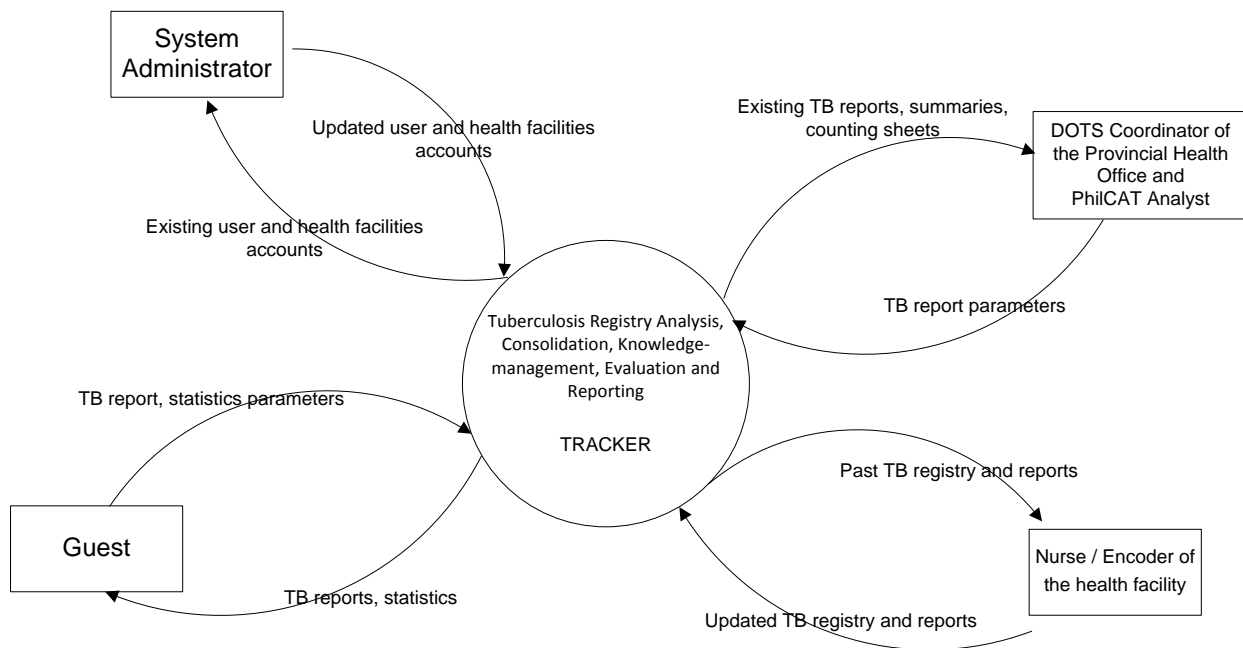 System
Administrator
Updated user and health facilities
accounts
Existing user and health facilities
accounts
Existing TB reports, summaries,
counting sheets
DOTS Coordinator of
the Provincial Health
Office and
PhilCAT Analyst
TB report parameters
Tuberculosis Registry Analysis,
Consolidation, Knowledge-
management, Evaluation and
Reporting
TRACKER
TB report, statistics parameters
Guest
TB reports, statistics
Past TB registry and reports
Nurse / Encoder of
the health facility
Updated TB registry and reports